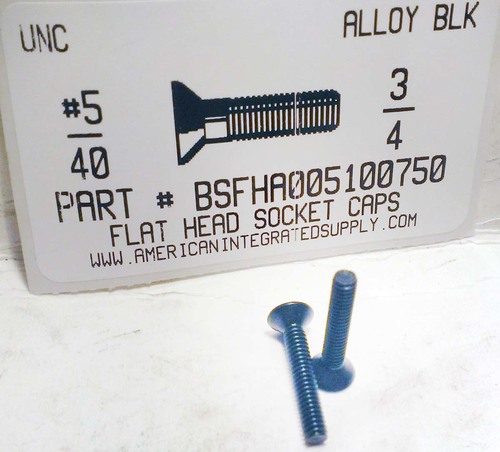 UNC
ALLOY BLK
#5
40
3
4
PART # BSFHA005100750
FLAT HEAD SOCKET CAPS
WWW.AMERICANINTEGRATEDSUPPLY.COM